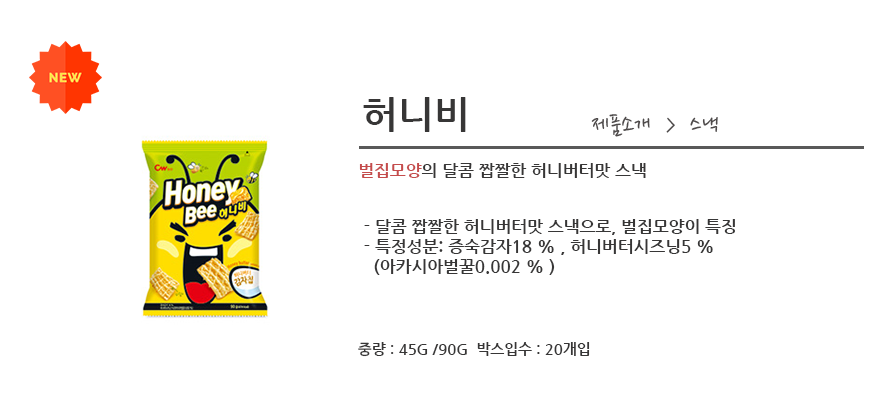 NEW
허니비
제품소개 > 스낵
벌집모양의 달콤 짭짤한 허니버터맛 스낵
- 달콤 짭짤한 허니버터맛 스낵으로, 벌집모양이 특징
- 특정성분: 증숙감자18 % , 허니버터시즈닝5 %
(아카시아벌꿀0.002 % )
중량 : 45G /90G 박스입수 : 20개입
CW
Honey
Bee 허니비
감자칩